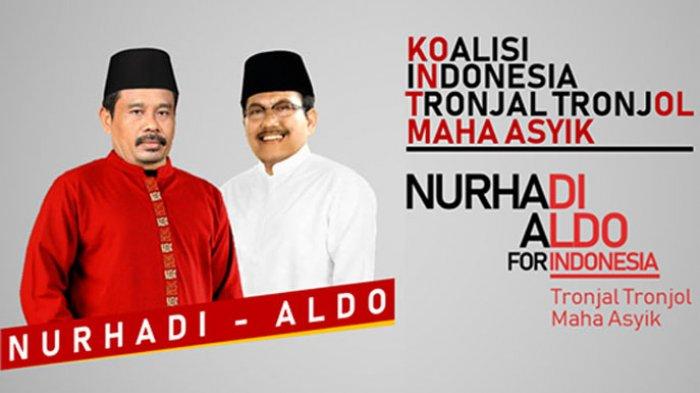 KOALISI
INDONESIA
TRONJAL TRONJOL
MAHA ASYIK
NURHADI
ALDO
FOR INDONESIA
Tronjal Tronjol
Maha Asyik
NURHADI - ALDO